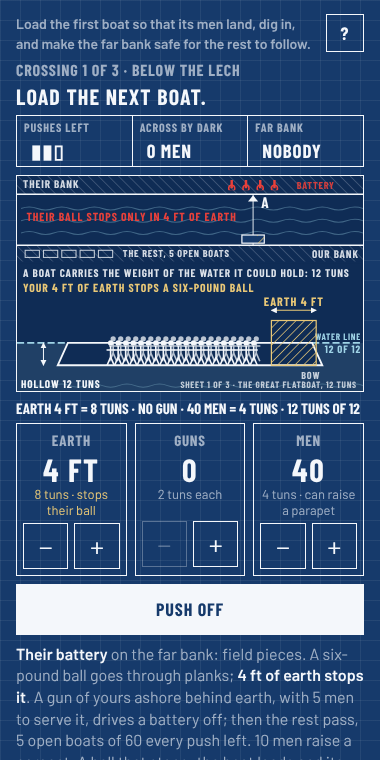 Load the first boat so that its men land, dig in,
and make the far bank safe for the rest to follow.
?
CROSSING 1 OF 3 · BELOW THE LECH
LOAD THE NEXT BOAT.
PUSHES LEFT
ACROSS BY DARK
0 MEN
FAR BANK
NOBODY
THEIR BANK
BATTERY
A
THEIR BALL STOPS ONLY IN 4 FT OF EARTH
THE REST, 5 OPEN BOATS
OUR BANK
A BOAT CARRIES THE WEIGHT OF THE WATER IT COULD HOLD: 12 TUNS
YOUR 4 FT OF EARTH STOPS A SIX-POUND BALL
EARTH 4 FT
WATER LINE
12 OF 12
BOW
HOLLOW 12 TUNS
SHEET 1 OF 3 · THE GREAT FLATBOAT, 12 TUNS
EARTH 4 FT = 8 TUNS · NO GUN · 40 MEN = 4 TUNS · 12 TUNS OF 12
EARTH
4 FT
8 tuns · stops
their ball
− +
GUNS
0
2 tuns each
− +
MEN
40
4 tuns · can raise
a parapet
− +
PUSH OFF
Their battery on the far bank: field pieces. A six-
pound ball goes through planks; 4 ft of earth stops
it. A gun of yours ashore behind earth, with 5 men
to serve it, drives a battery off; then the rest pass,
5 open boats of 60 every push left. 10 men raise a